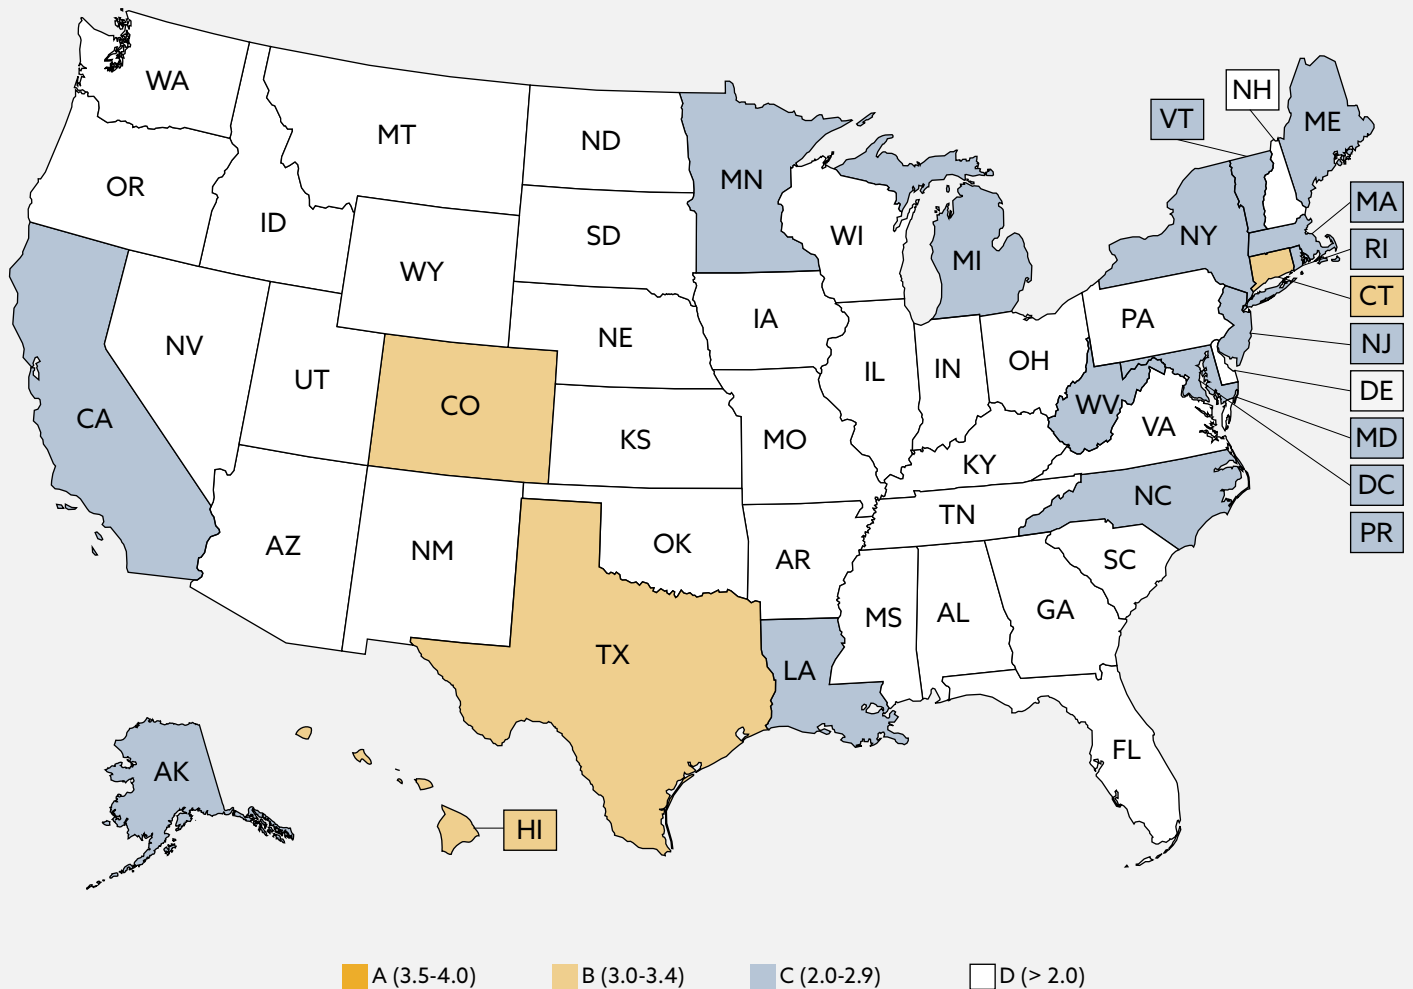 WA
OR
MT
ID
WY
ND
SD
NE
MN
WI
IA
MI
IL
IN
OH
PA
NY
VT
NH
ME
MA
RI
CT
NJ
DE
MD
DC
PR
CA
NV
UT
CO
KS
MO
KY
WV
VA
NC
TN
SC
AZ
NM
OK
AR
MS
AL
GA
TX
LA
FL
AK
HI
A (3.5-4.0) B (3.0-3.4) C (2.0-2.9) D (> 2.0)